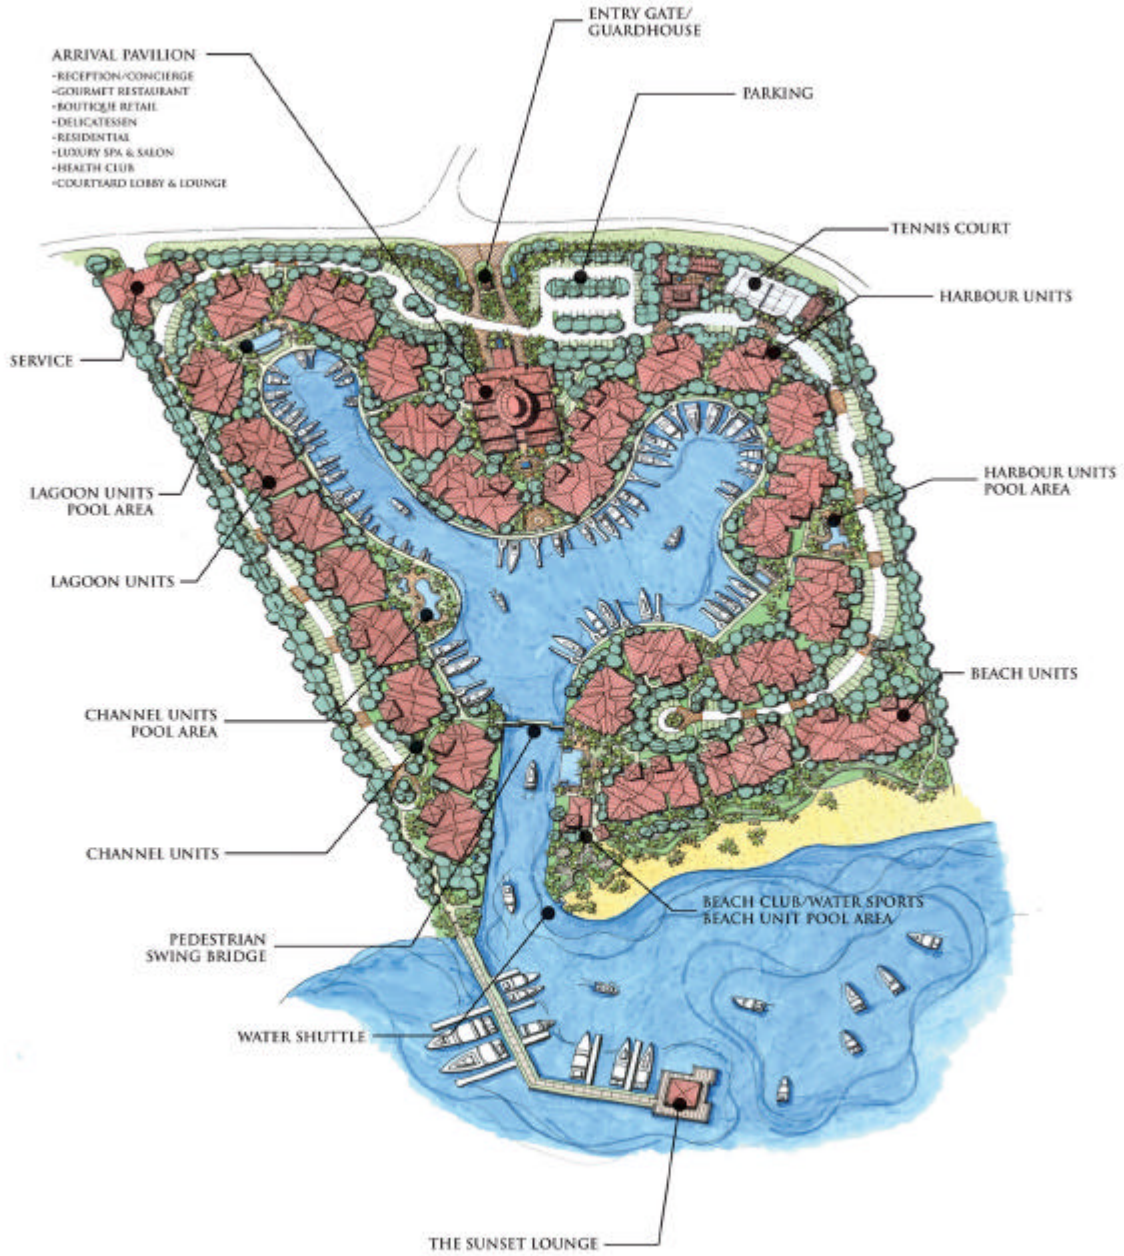 ENTRY GATE/
GUARDHOUSE
ARRIVAL PAVILION
-RECEPTION/CONCIERGE
-GOURMET RESTAURANT
-BOUTIQUE RETAIL
-DELICATESSEN
-RESIDENTIAL
-LUXURY SPA & SALON
-HEALTH CLUB
-COURTYARD LOBBY & LOUNGE
PARKING
TENNIS COURT
HARBOUR UNITS
SERVICE
HARBOUR UNITS
POOL AREA
LAGOON UNITS
POOL AREA
LAGOON UNITS
BEACH UNITS
CHANNEL UNITS
POOL AREA
CHANNEL UNITS
BEACH CLUB/WATER SPORTS
BEACH UNIT POOL AREA
PEDESTRIAN
SWING BRIDGE
WATER SHUTTLE
THE SUNSET LOUNGE